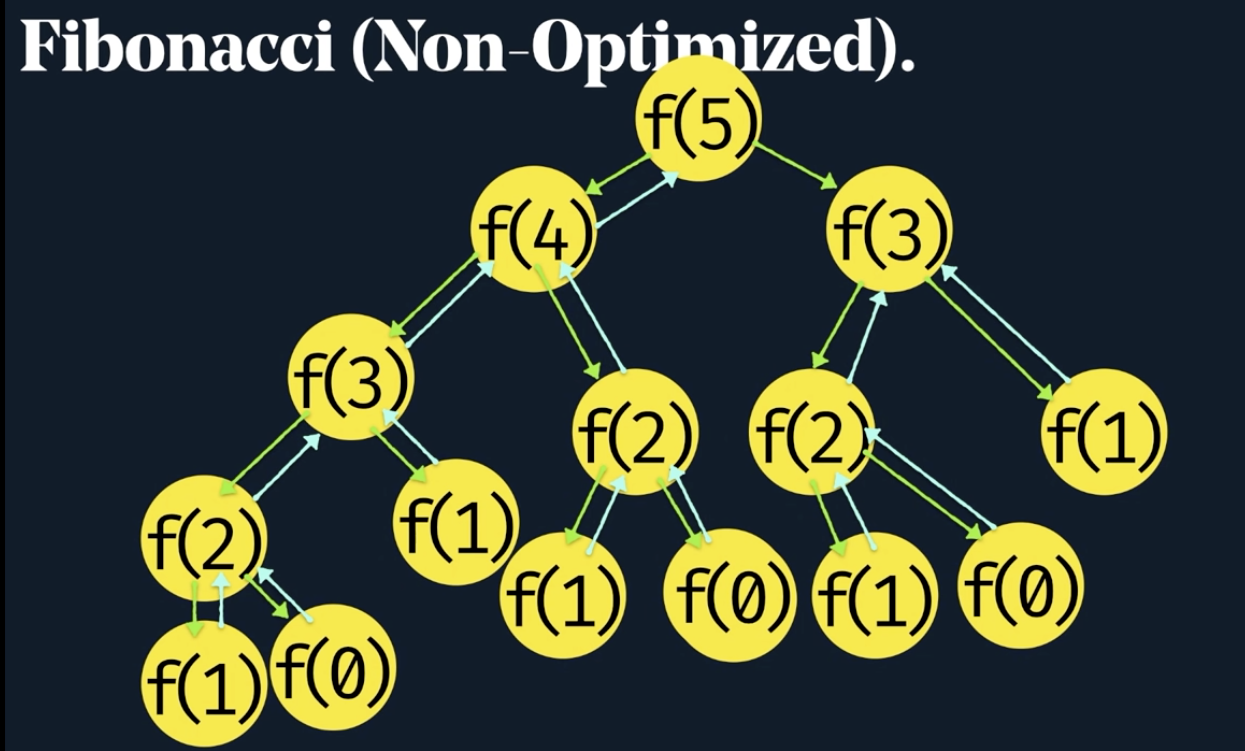 Fibonacci (Non-Optimized).
f(5)
f(4)
f(3)
f(3)
f(2)
f(2)
f(1)
f(2)
f(1)
f(1)
f(0)
f(1)
f(0)
f(1)
f(0)